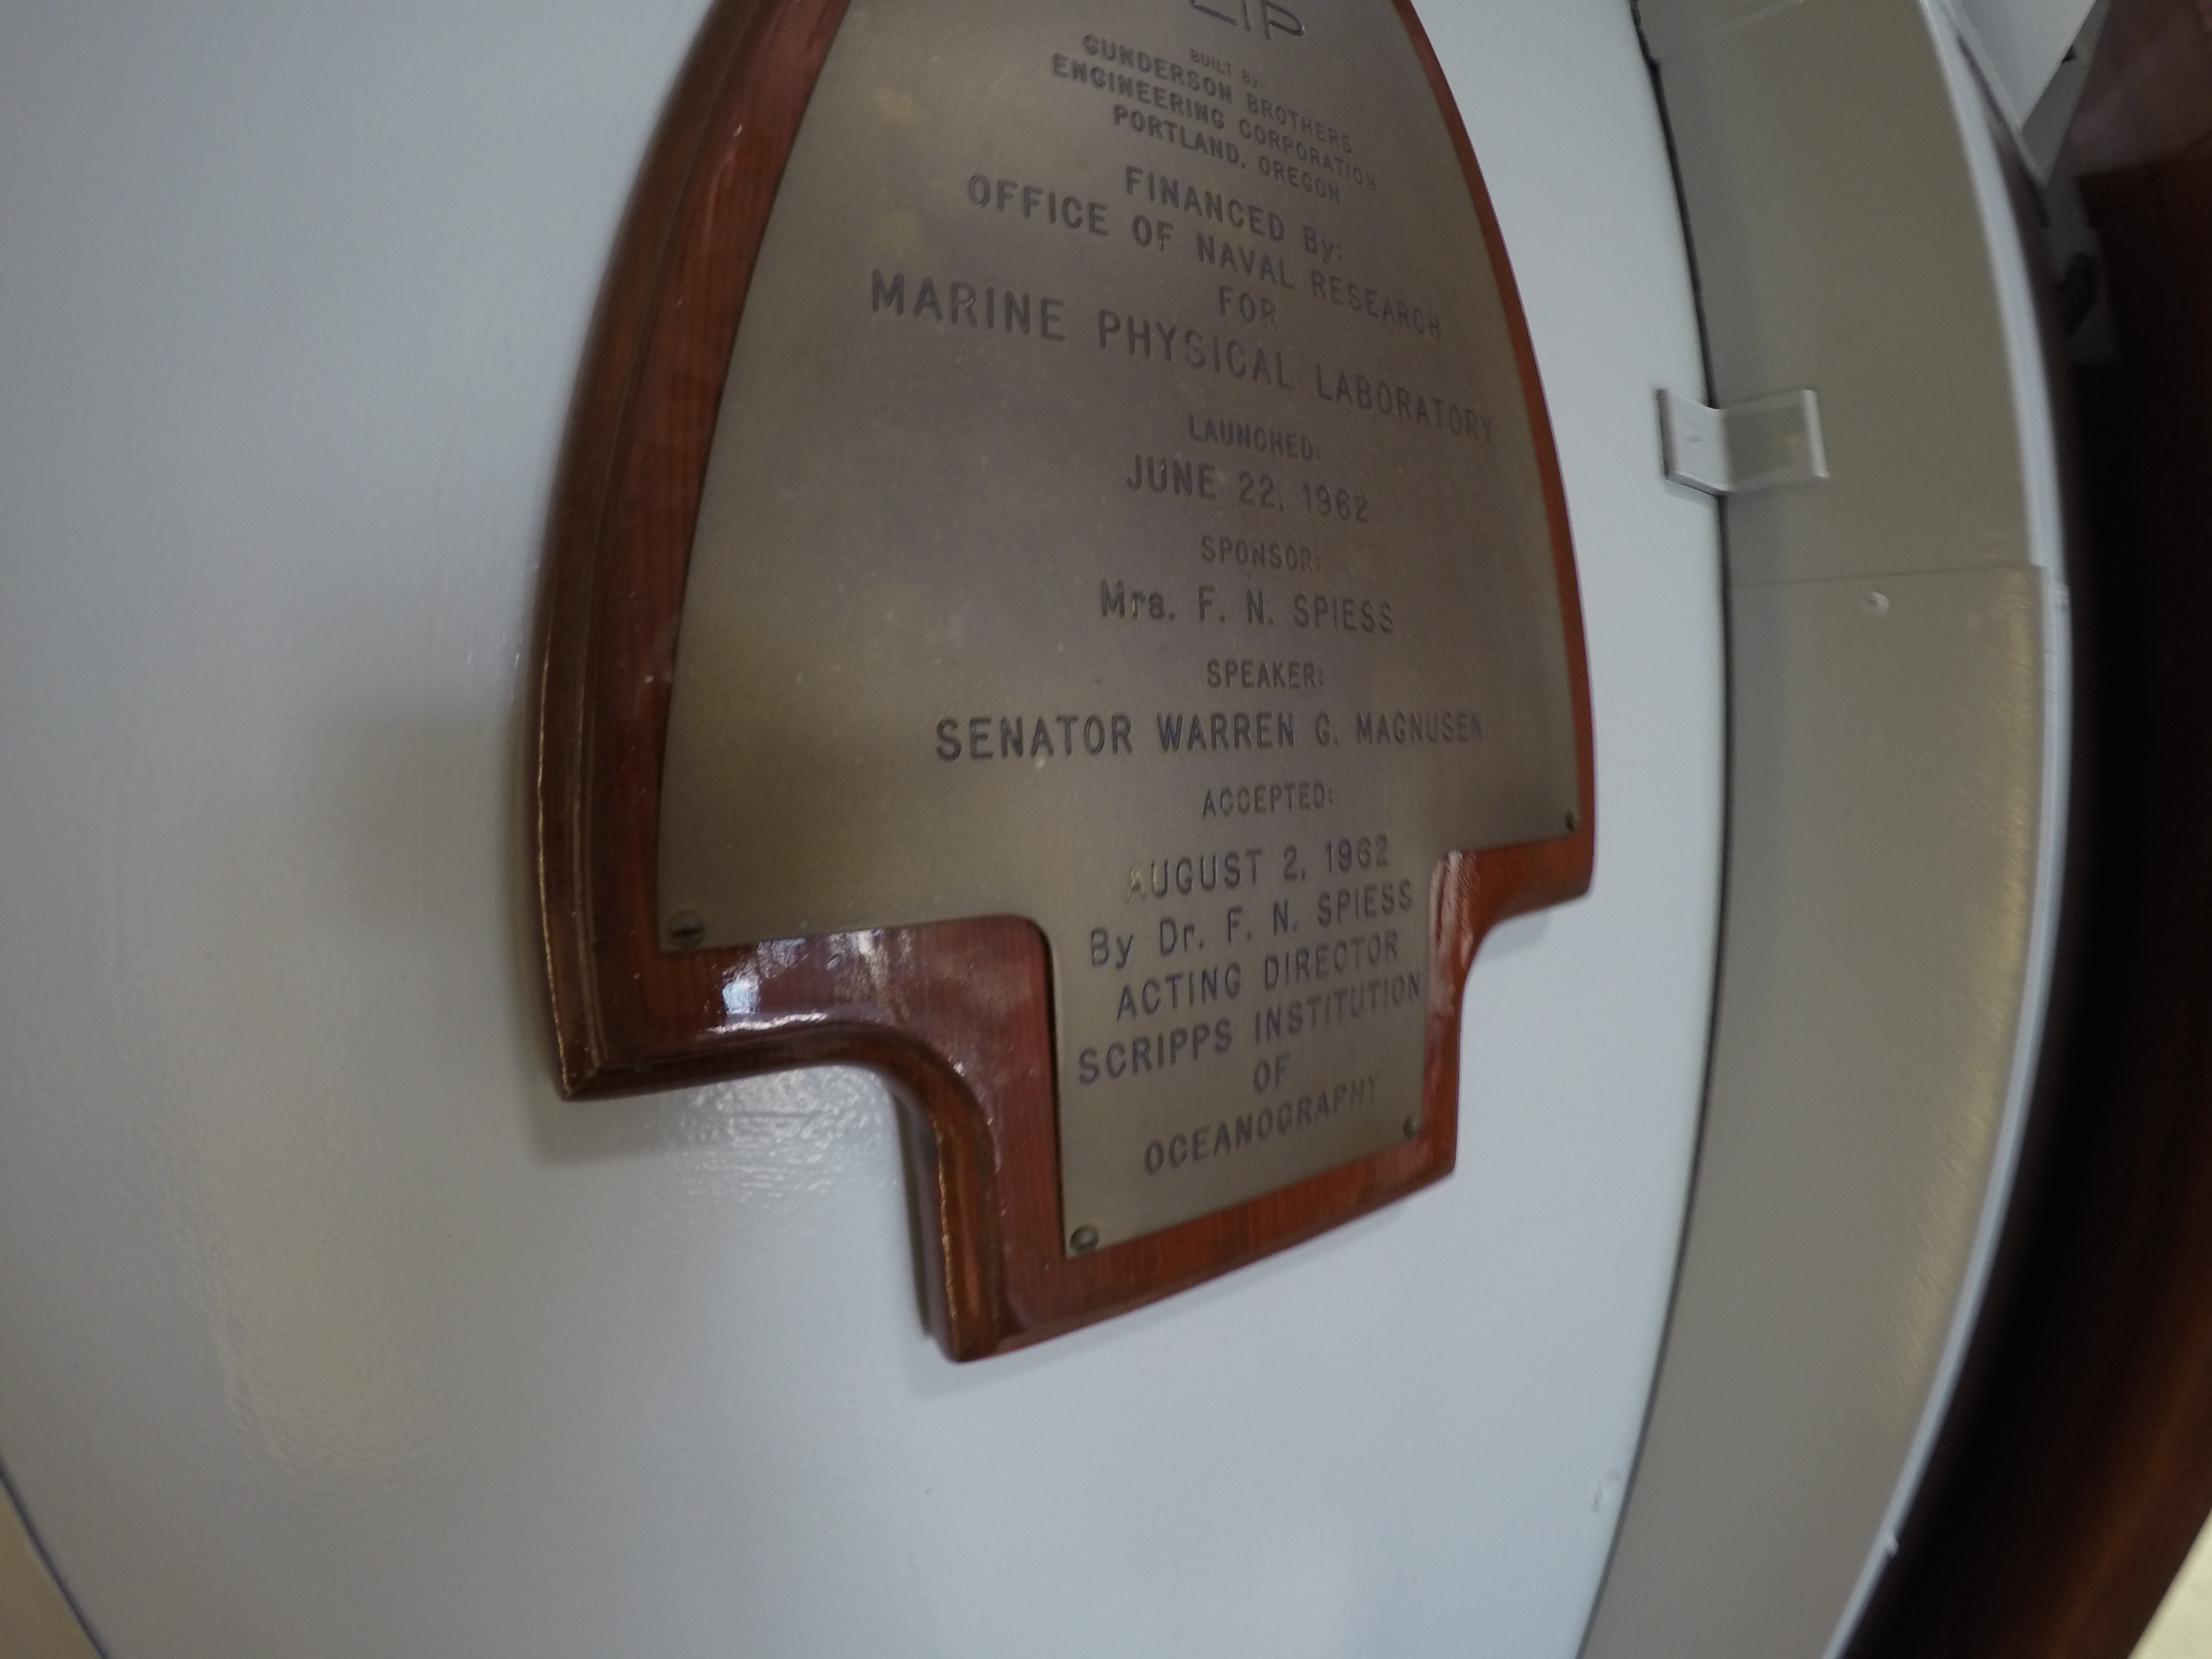 LIP
BUILT By:
GUNDERSON BROTHERS
ENGINEERING CORPORATION
PORTLAND, OREGON
FINANCED By:
OFFICE OF NAVAL RESEARCH
FOR
MARINE PHYSICAL LABORATORY
LAUNCHED:
JUNE 22, 1962
SPONSOR:
Mrs. F. N. SPIESS
SPEAKER:
SENATOR WARREN G. MAGNUSEN
ACCEPTED:
AUGUST 2, 1962
By Dr. F. N. SPIESS
ACTING DIRECTOR
SCRIPPS INSTITUTION
OF
OCEANOGRAPHY